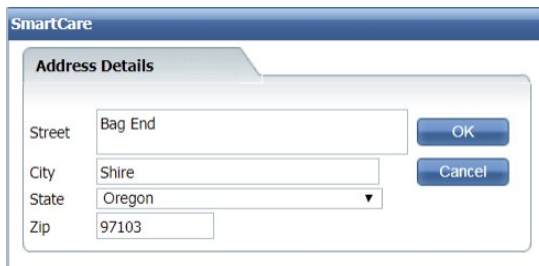 SmartCare
Address Details
Street Bag End OK
City Shire Cancel
State Oregon
Zip 97103